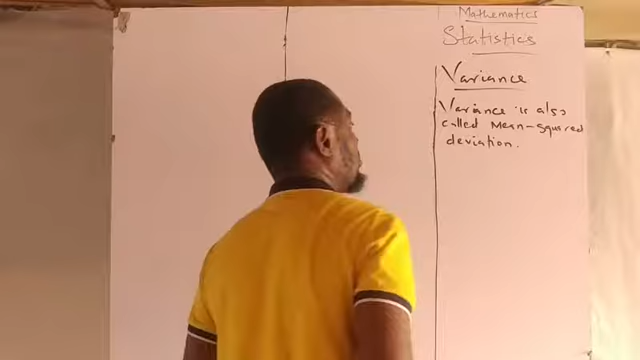 Mathematics
Statistics
Variance
Variance is also
called Mean-squared
deviation.